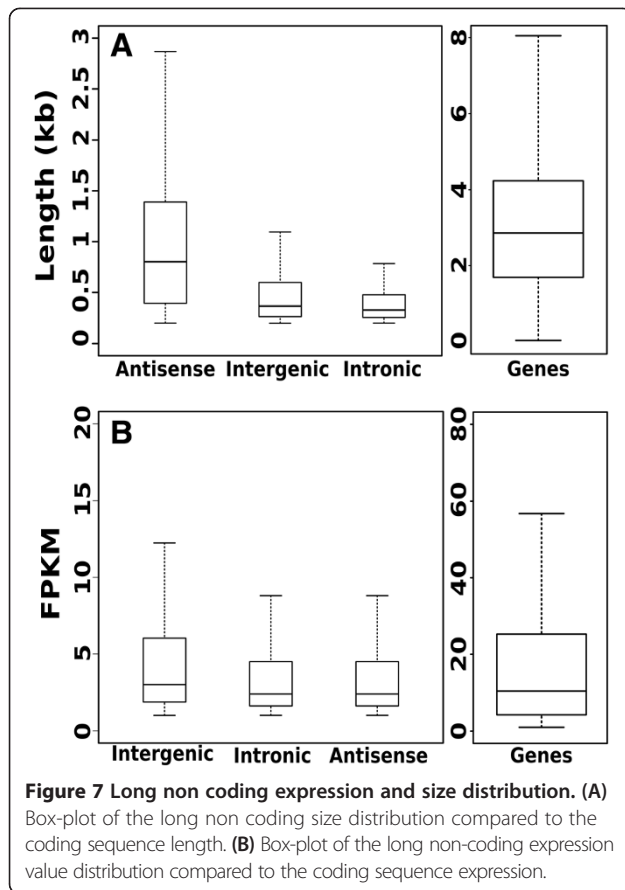 A
Length (kb)
3
2.5
2
1.5
1
0.5
0
Antisense Intergenic Intronic
8
6
4
2
0
Genes
B
FPKM
20
15
10
5
0
Intergenic Intronic Antisense
80
60
40
20
0
Genes
Figure 7 Long non coding expression and size distribution. (A)
Box-plot of the long non coding size distribution compared to the
coding sequence length. (B) Box-plot of the long non-coding expression
value distribution compared to the coding sequence expression.